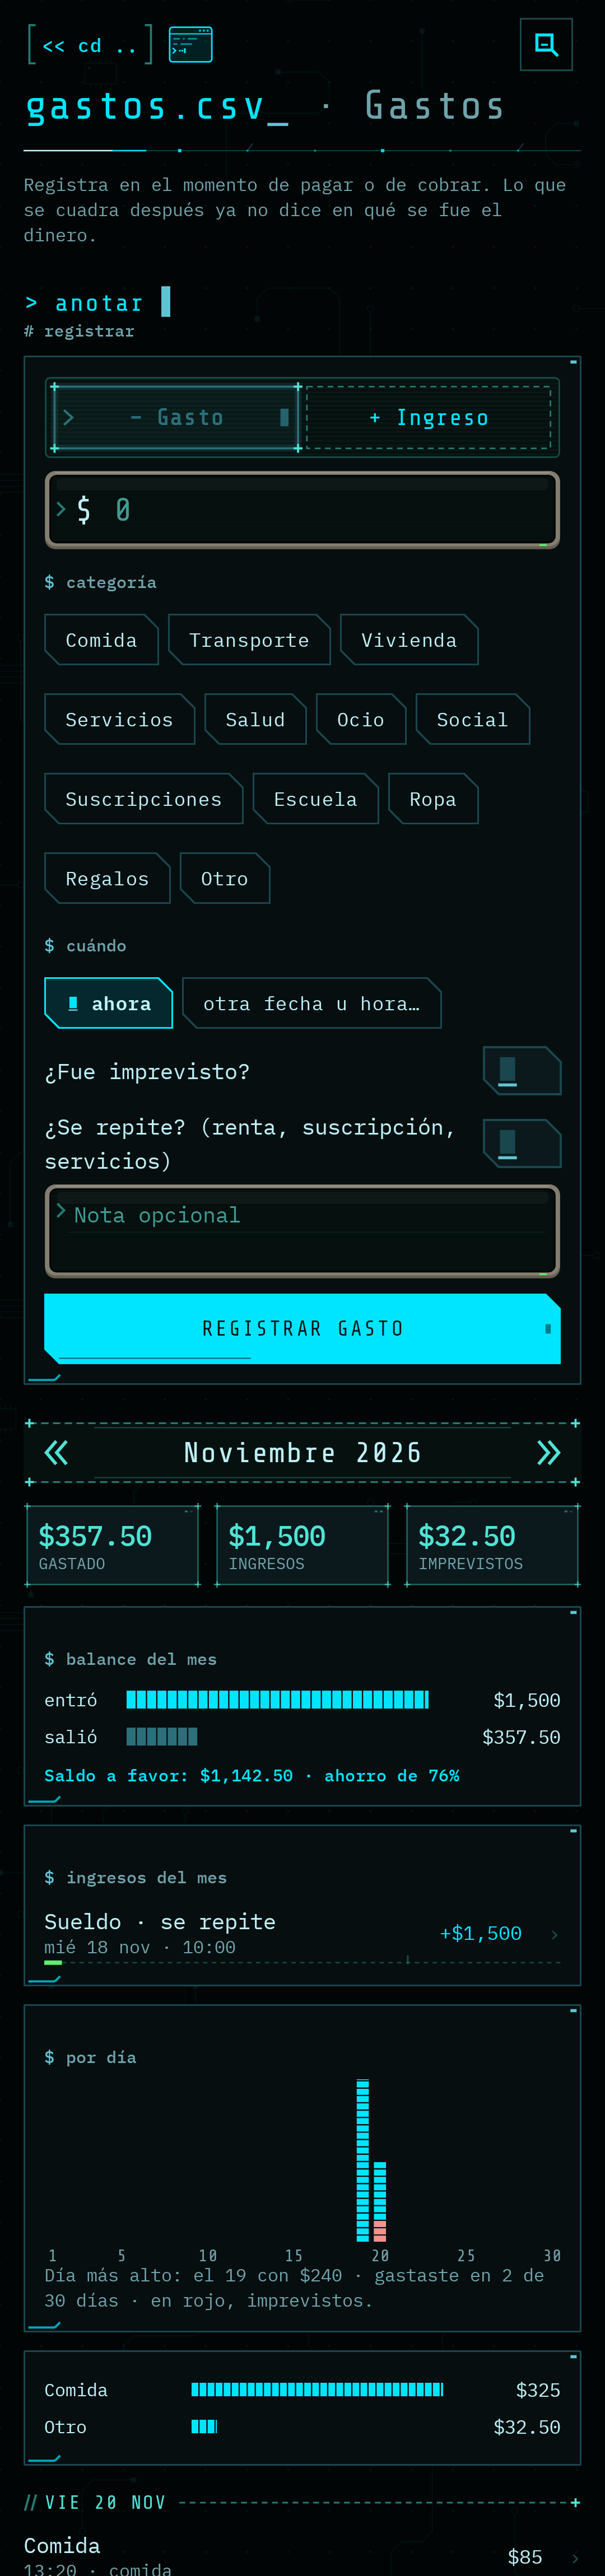 [<< cd ..]
gastos.csv_ · Gastos
Registra en el momento de pagar o de cobrar. Lo que
se cuadra después ya no dice en qué se fue el
dinero.
> anotar
# registrar
> − Gasto
+ Ingreso
> $ 0
$ categoría
Comida Transporte Vivienda
Servicios Salud Ocio Social
Suscripciones Escuela Ropa
Regalos Otro
$ cuándo
ahora otra fecha u hora…
¿Fue imprevisto?
¿Se repite? (renta, suscripción,
servicios)
> Nota opcional
REGISTRAR GASTO
« Noviembre 2026 »
$357.50 $1,500 $32.50
GASTADO INGRESOS IMPREVISTOS
$ balance del mes
entró $1,500
salió $357.50
Saldo a favor: $1,142.50 · ahorro de 76%
$ ingresos del mes
Sueldo · se repite
+$1,500 ›
mié 18 nov · 10:00
$ por día
1 5 10 15 20 25 30
Día más alto: el 19 con $240 · gastaste en 2 de
30 días · en rojo, imprevistos.
Comida $325
Otro $32.50
// VIE 20 NOV
Comida
$85 ›
13:20 · comida